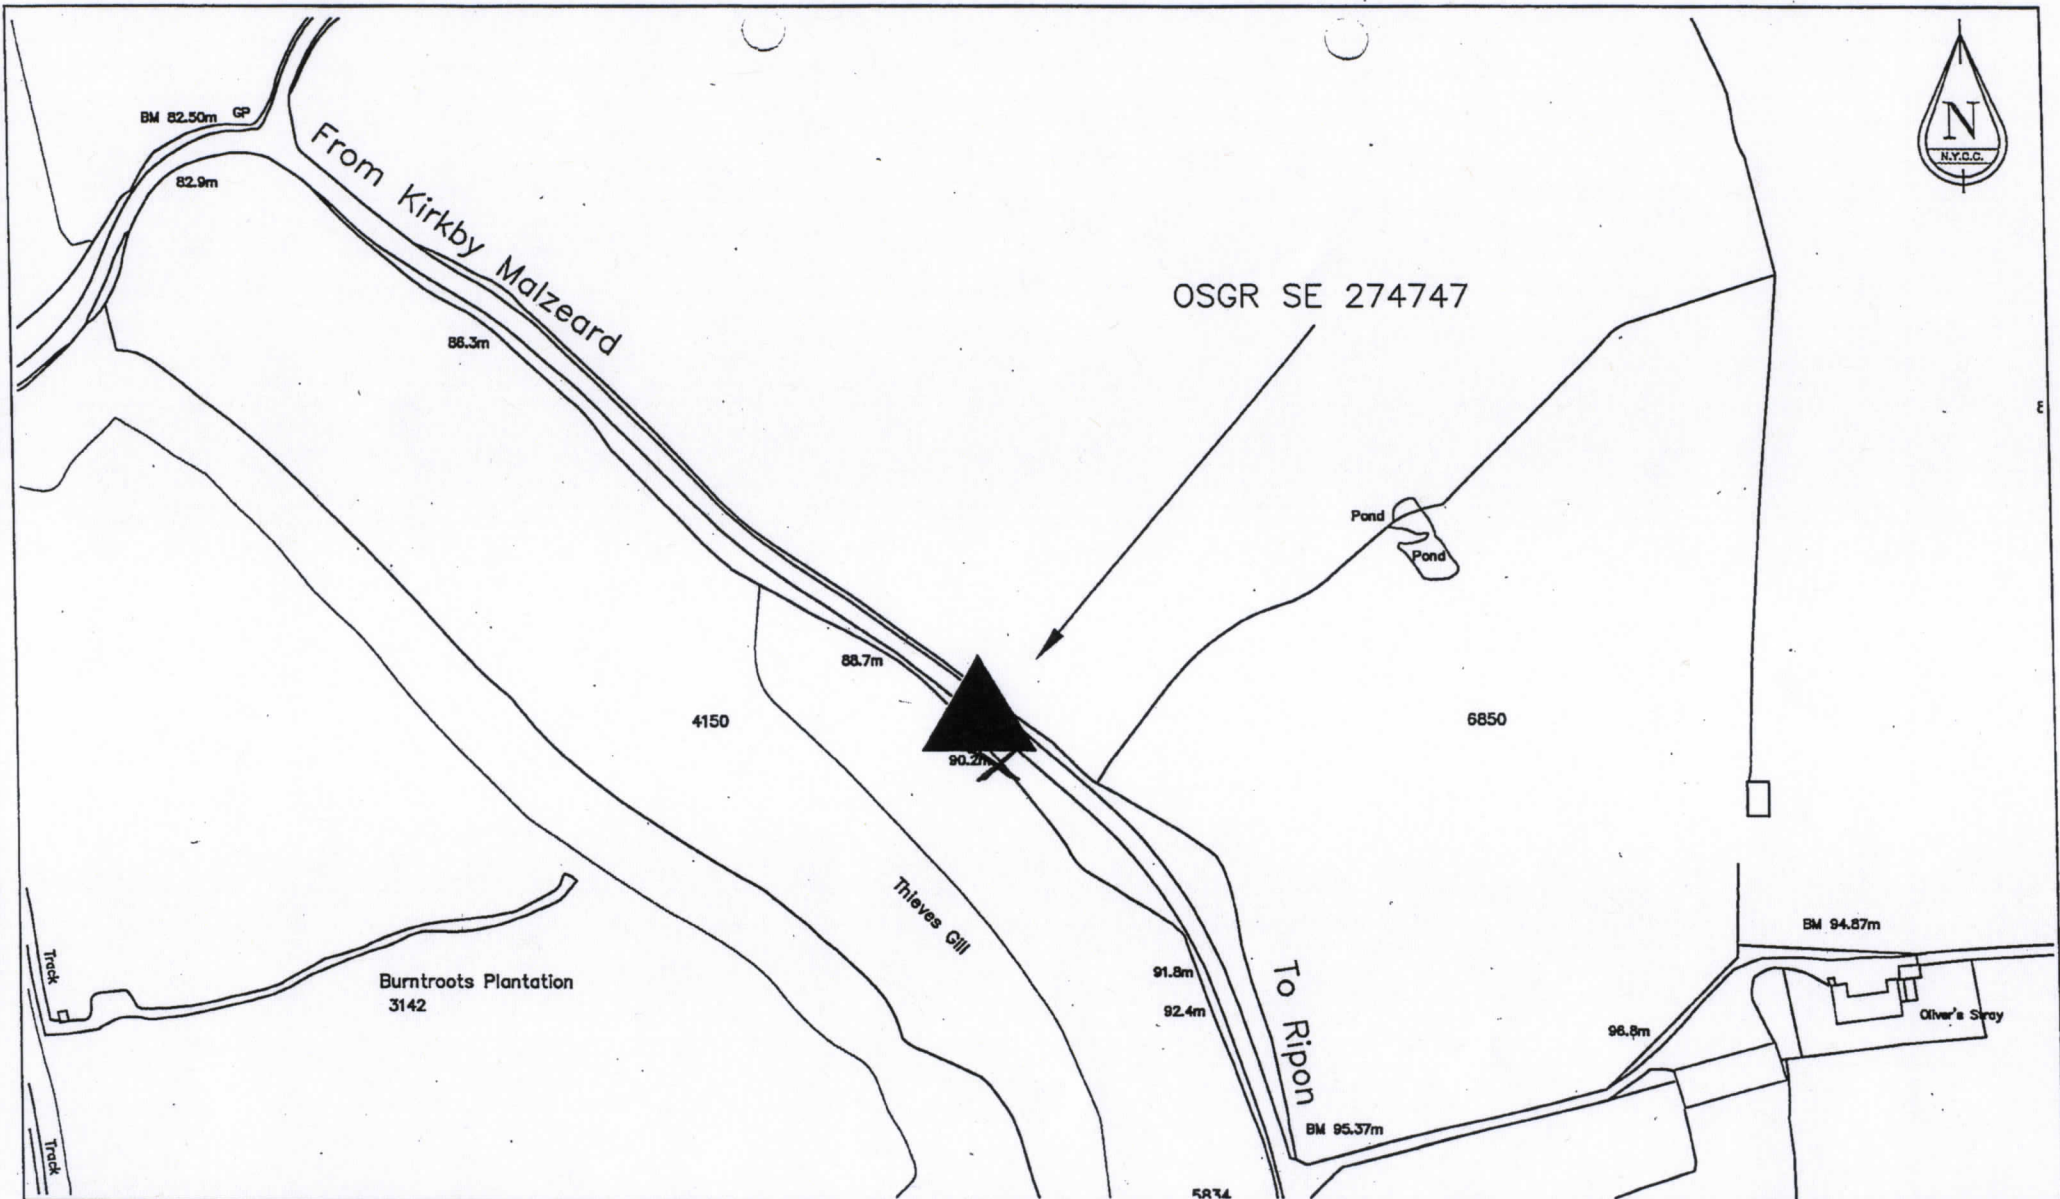 BM 82.50m
GP
82.9m
From Kirkby Malzeard
N
N.Y.C.C.
OSGR SE 274747
86.3m
Pond
Pond
88.7m
4150
6850
90.2m
Thieves Gill
BM 94.87m
Track
Burntroots Plantation
3142
91.8m
92.4m
To Ripon
Oliver's Stray
96.8m
BM 95.37m
Track
5834